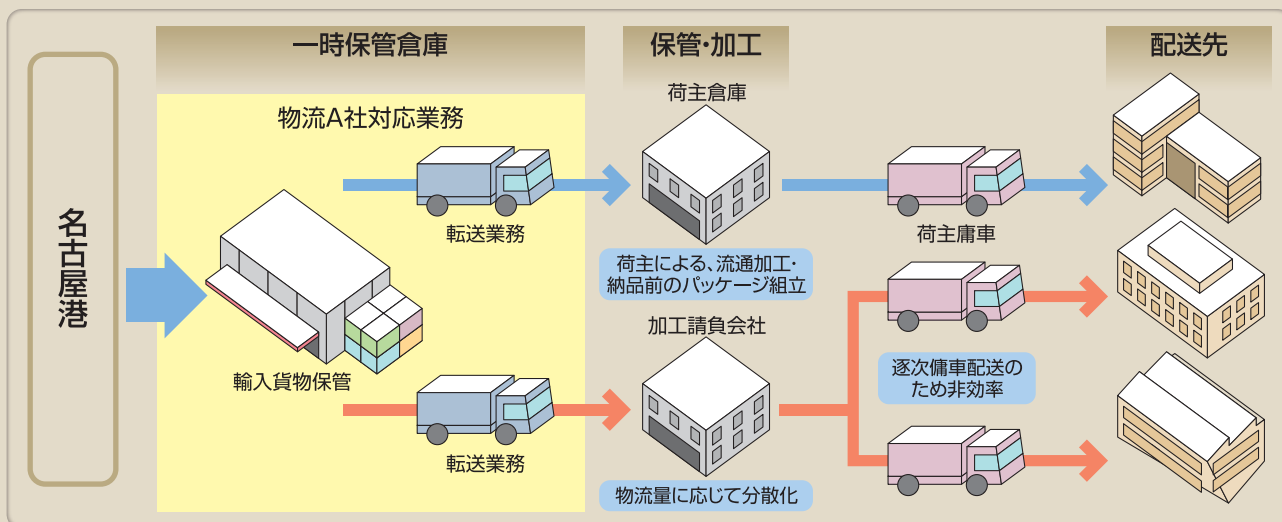 名古屋港
一時保管倉庫
物流A社対応業務
転送業務
輸入貨物保管
転送業務
保管・加工
荷主倉庫
荷主による、流通加工・
納品前のパッケージ組立
加工請負会社
物流量に応じて分散化
荷主庸車
逐次傭車配送の
ため非効率
配送先